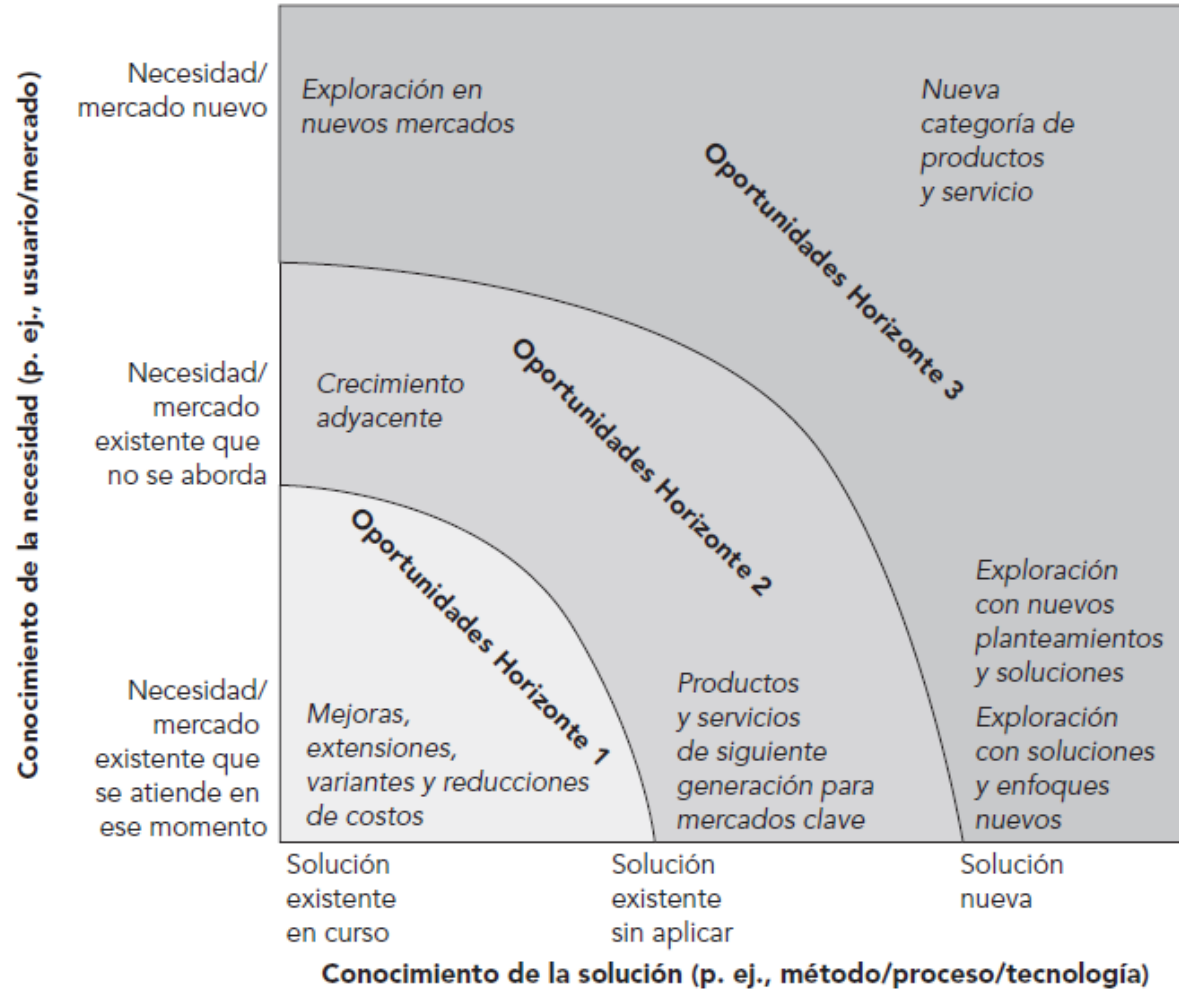 Conocimiento de la necesidad (p. ej., usuario/mercado)
Necesidad/
mercado nuevo
Exploración en
nuevos mercados
Nueva
categoría de
productos
y servicio
Oportunidades Horizonte 3
Necesidad/
mercado
existente que
no se aborda
Crecimiento
adyacente
Oportunidades Horizonte 2
Necesidad/
mercado
existente que
se atiende en
ese momento
Oportunidades Horizonte 1
Mejoras,
extensiones,
variantes y reducciones
de costos
Productos
y servicios
de siguiente
generación para
mercados clave
Exploración
con nuevos
planteamientos
y soluciones
Exploración
con soluciones
y enfoques
nuevos
Solución
existente
en curso
Solución
existente
sin aplicar
Solución
nueva
Conocimiento de la solución (p. ej., método/proceso/tecnología)